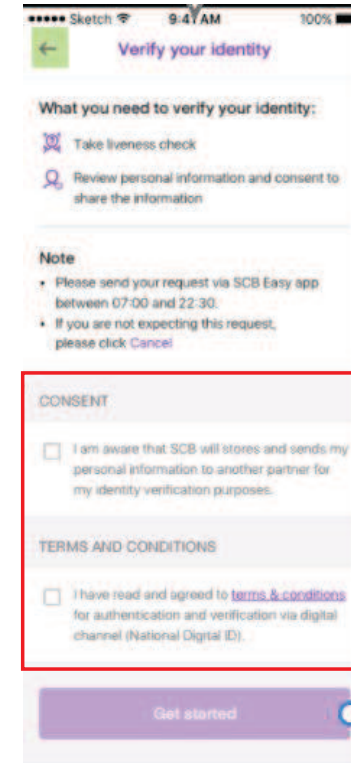 Sketch 9:41 AM 100%
Verify your identity
What you need to verify your identity:
Take liveness check
Review personal information and consent to
share the information
Note
• Please send your request via SCB Easy app
between 07:00 and 22:30.
• If you are not expecting this request,
please click Cancel
CONSENT
I am aware that SCB will stores and sends my
personal information to another partner for
my identity verification purposes.
TERMS AND CONDITIONS
I have read and agreed to terms & conditions
for authentication and verification via digital
channel (National Digital ID).
Get started